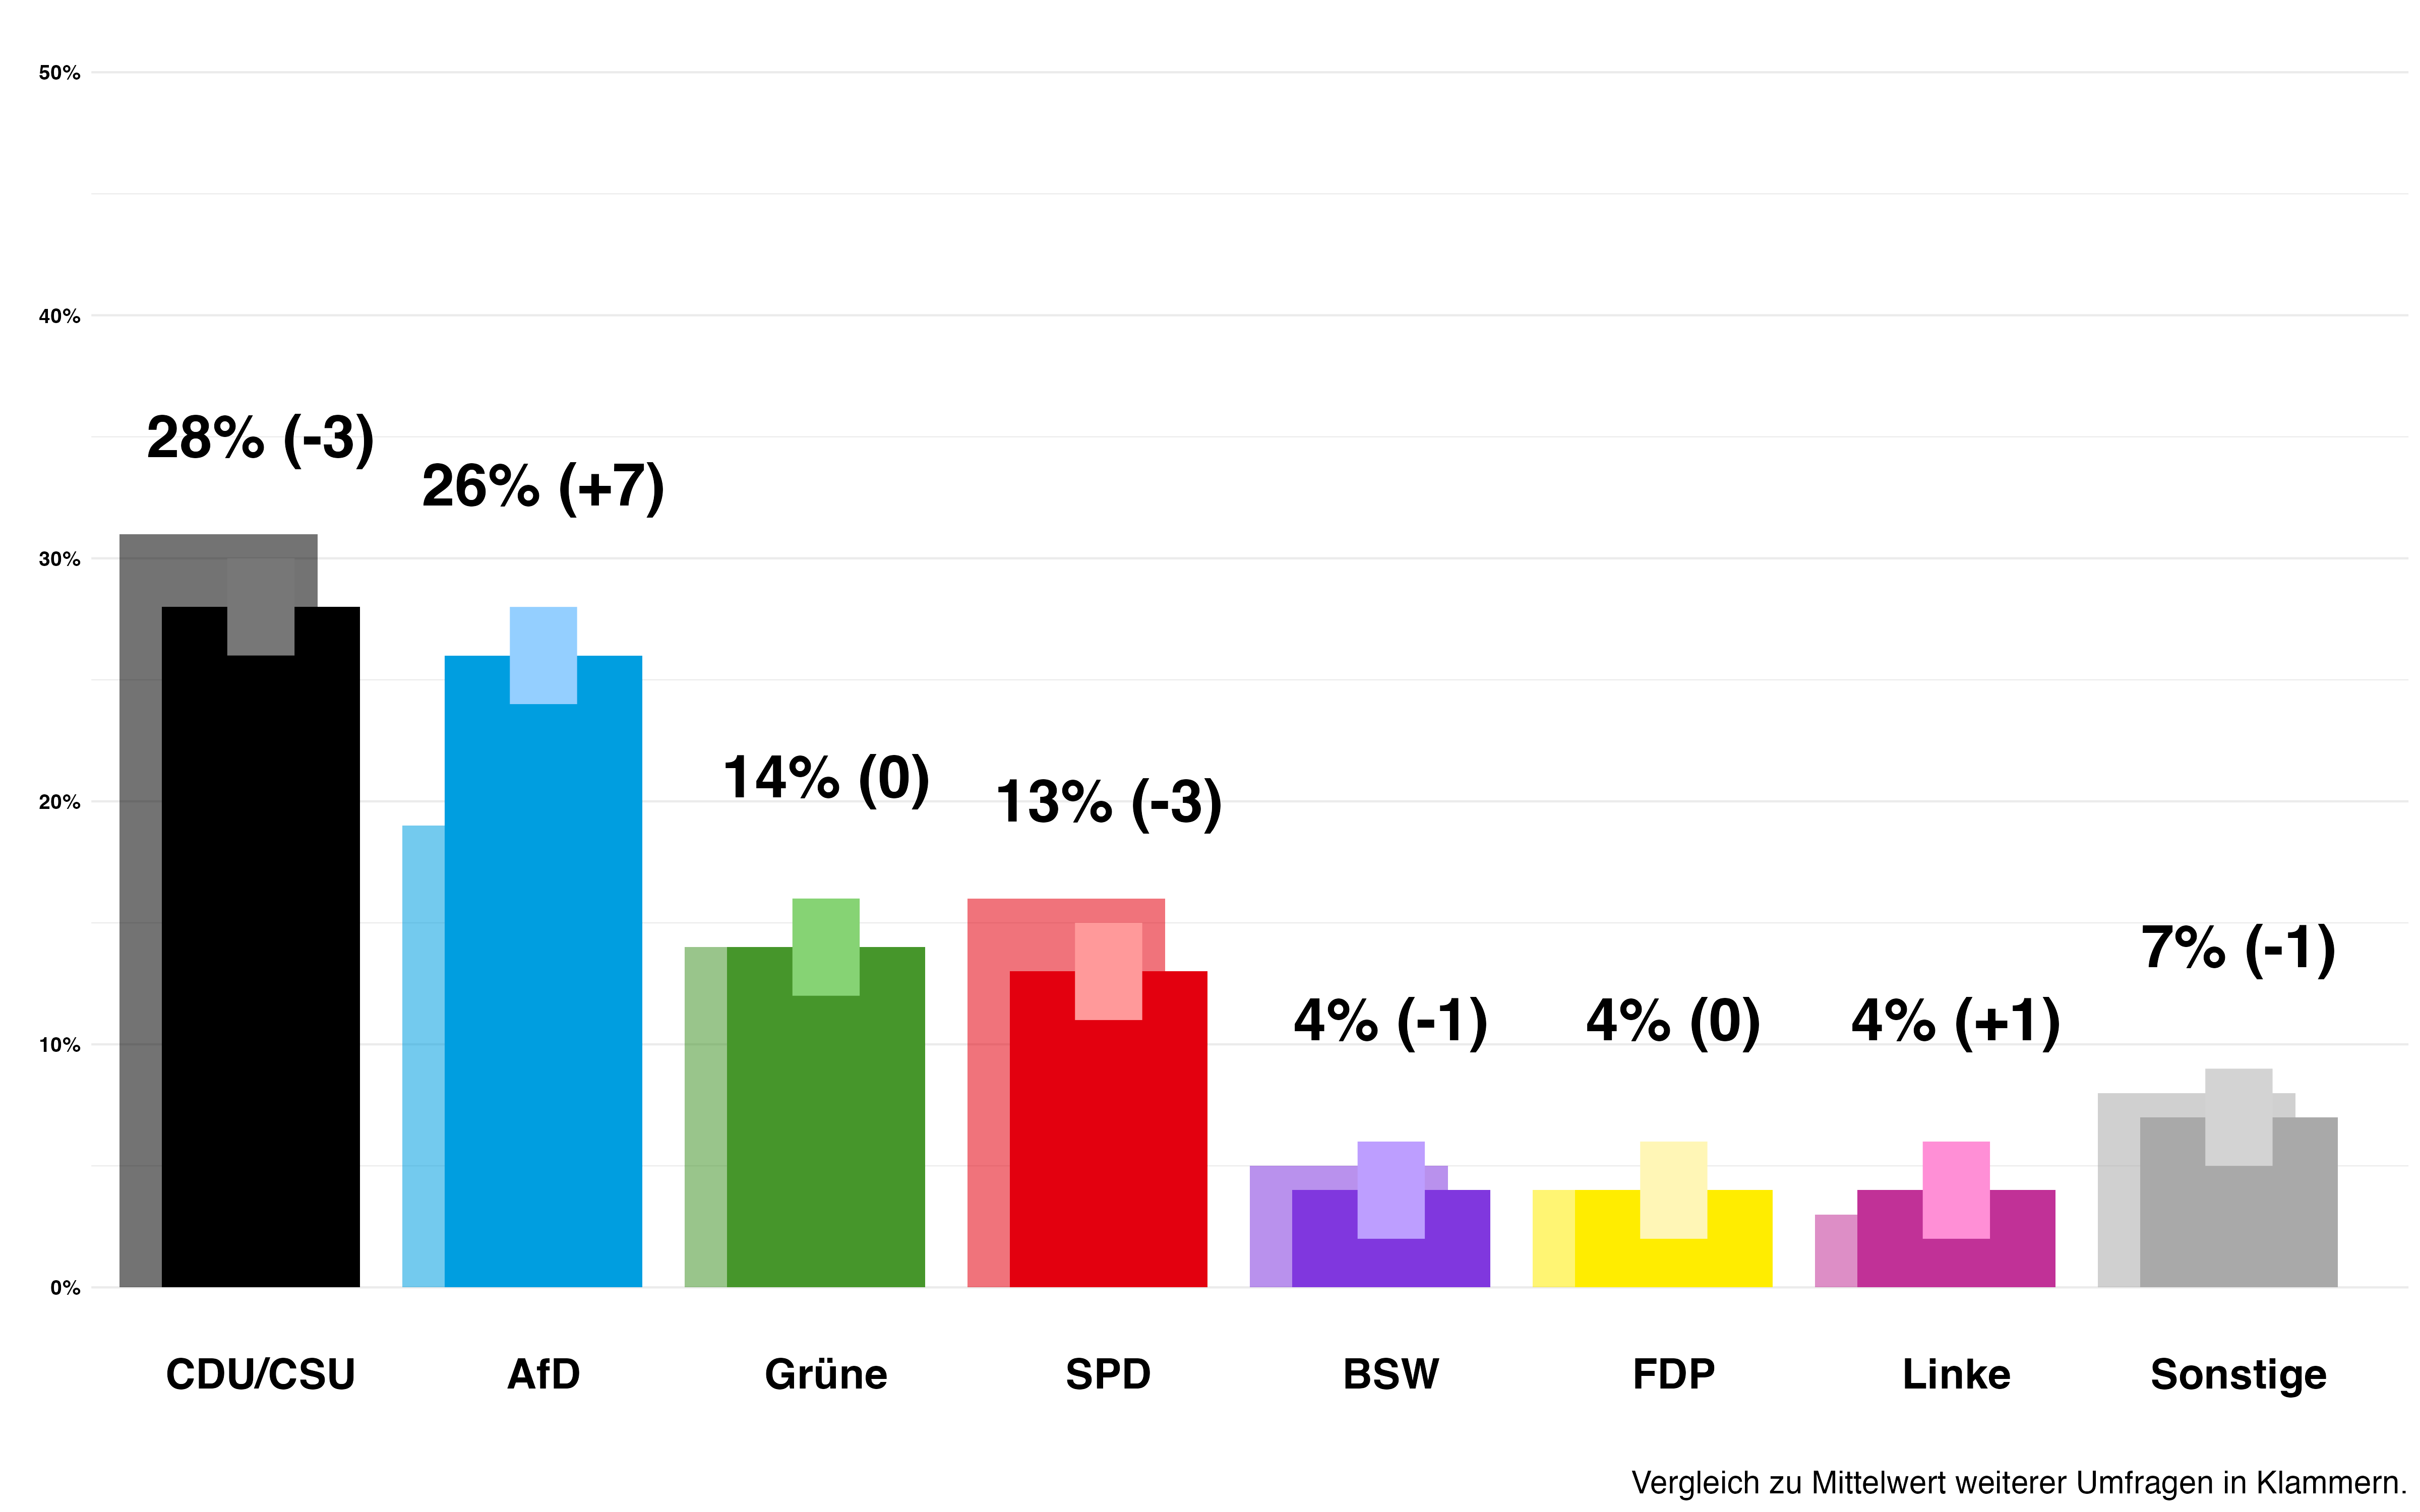 50%
40%
30%
20%
10%
0%
28% (-3)
26% (+7)
14% (0)
13% (-3)
4% (-1)
4% (0)
4% (+1)
7% (-1)
CDU/CSU
AfD
Grüne
SPD
BSW
FDP
Linke
Sonstige
Vergleich zu Mittelwert weiterer Umfragen in Klammern.